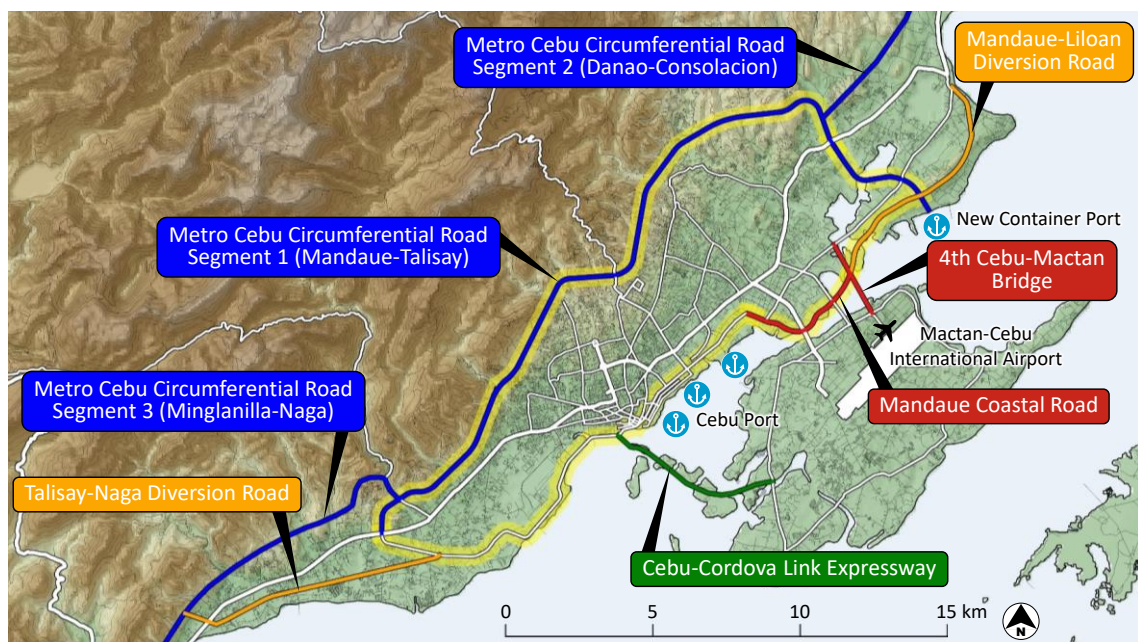 Metro Cebu Circumferential Road
Segment 2 (Danao-Consolacion)
Mandaue-Liloan
Diversion Road
Metro Cebu Circumferential Road
Segment 1 (Mandaue-Talisay)
New Container Port
4th Cebu-Mactan
Bridge
Mactan-Cebu
International Airport
Metro Cebu Circumferential Road
Segment 3 (Minglanilla-Naga)
Mandaue Coastal Road
Cebu Port
Talisay-Naga Diversion Road
Cebu-Cordova Link Expressway
0 5 10 15 km
N